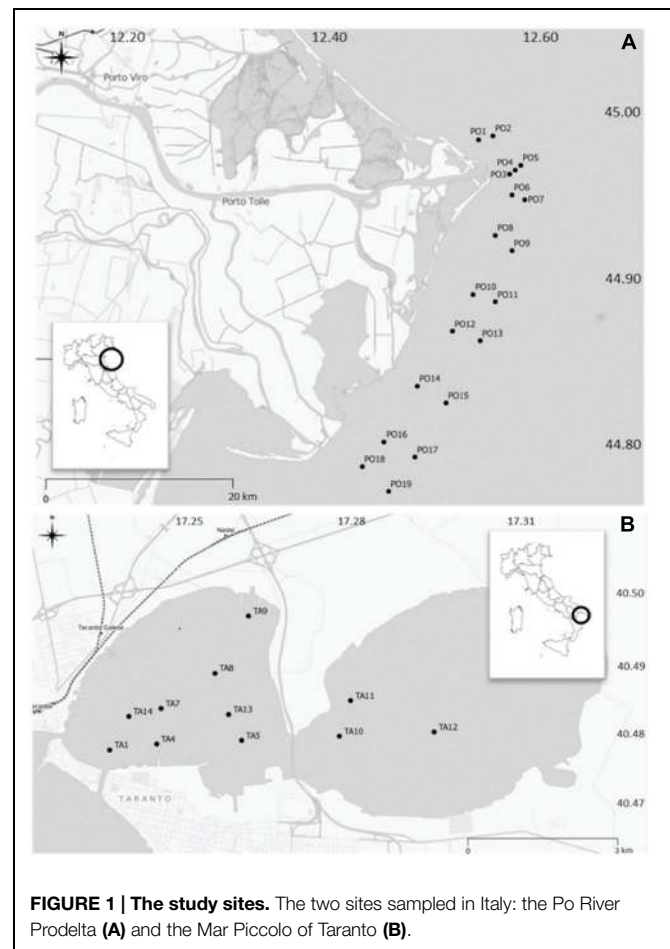 N
12.20
12.40
12.60
A
Porto Viro
45.00
PO1
PO2
PO4
PO5
PO3
PO6
PO7
Porto Tolle
PO8
PO9
44.90
PO10
PO11
PO12
PO13
PO14
PO15
44.80
PO16
PO17
PO18
PO19
0
20 km
N
17.25
17.28
17.31
B
40.50
TA9
40.49
TA8
TA11
TA14
TA7
TA13
TA12
40.48
TA1
TA4
TA5
TA10
TARANTO
40.47
0
3 km
FIGURE 1 | The study sites. The two sites sampled in Italy: the Po River
Prodelta (A) and the Mar Piccolo of Taranto (B).